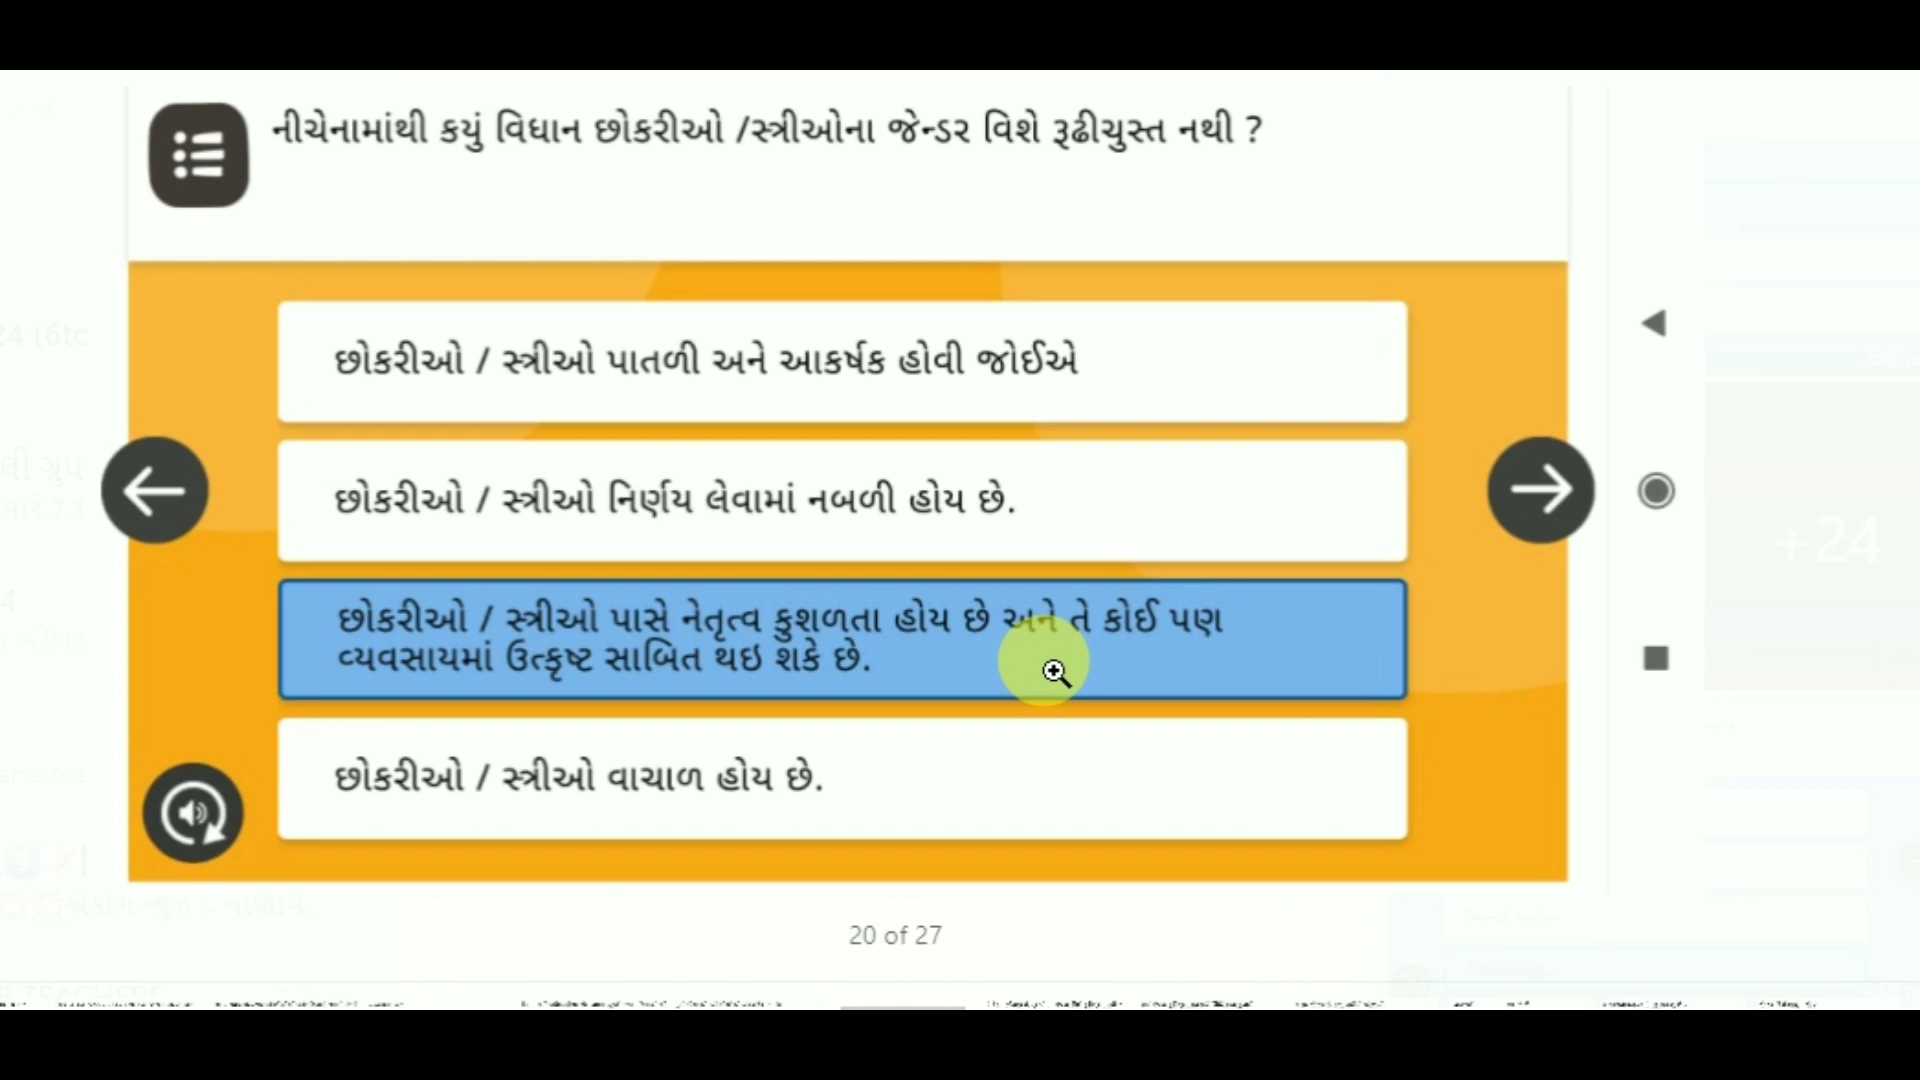 નીચેનામાંથી કયું વિધાન છોકરીઓ /સ્ત્રીઓના જેન્ડર વિશે રૂઢીચુસ્ત નથી ?
છોકરીઓ / સ્ત્રીઓ પાતળી અને આકર્ષક હોવી જોઈએ
છોકરીઓ / સ્ત્રીઓ નિર્ણય લેવામાં નબળી હોય છે.
છોકરીઓ / સ્ત્રીઓ પાસે નેતૃત્વ કુશળતા હોય છે અને તે કોઈ પણ
વ્યવસાયમાં ઉત્કૃષ્ટ સાબિત થઇ શકે છે.
છોકરીઓ / સ્ત્રીઓ વાચાળ હોય છે.
+24
20 of 27